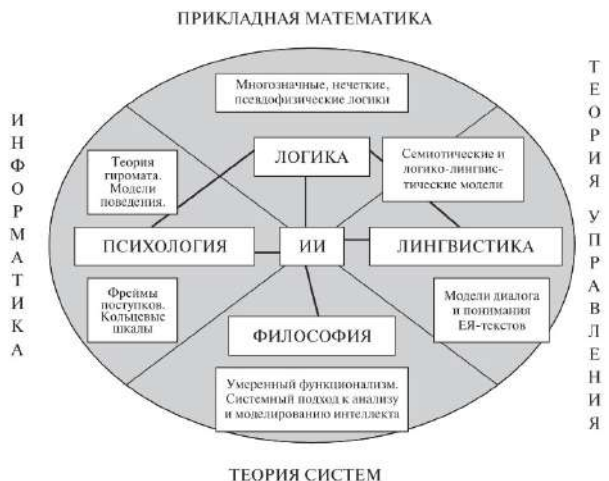 ПРИКЛАДНАЯ МАТЕМАТИКА
ИНФОРМАТИКА
ТЕОРИЯ УПРАВЛЕНИЯ
Многозначные, нечеткие,
псевдофизические логики
ЛОГИКА
Теория
гиромата.
Модели
поведения.
Семиотические и
логико-лингвис-
тические модели
ПСИХОЛОГИЯ
ИИ
ЛИНГВИСТИКА
Фреймы
поступков.
Кольцевые
шкалы
Модели диалога
и понимания
ЕЯ-текстов
ФИЛОСОФИЯ
Умеренный функционализм.
Системный подход к анализу
и моделированию интеллекта
ТЕОРИЯ СИСТЕМ